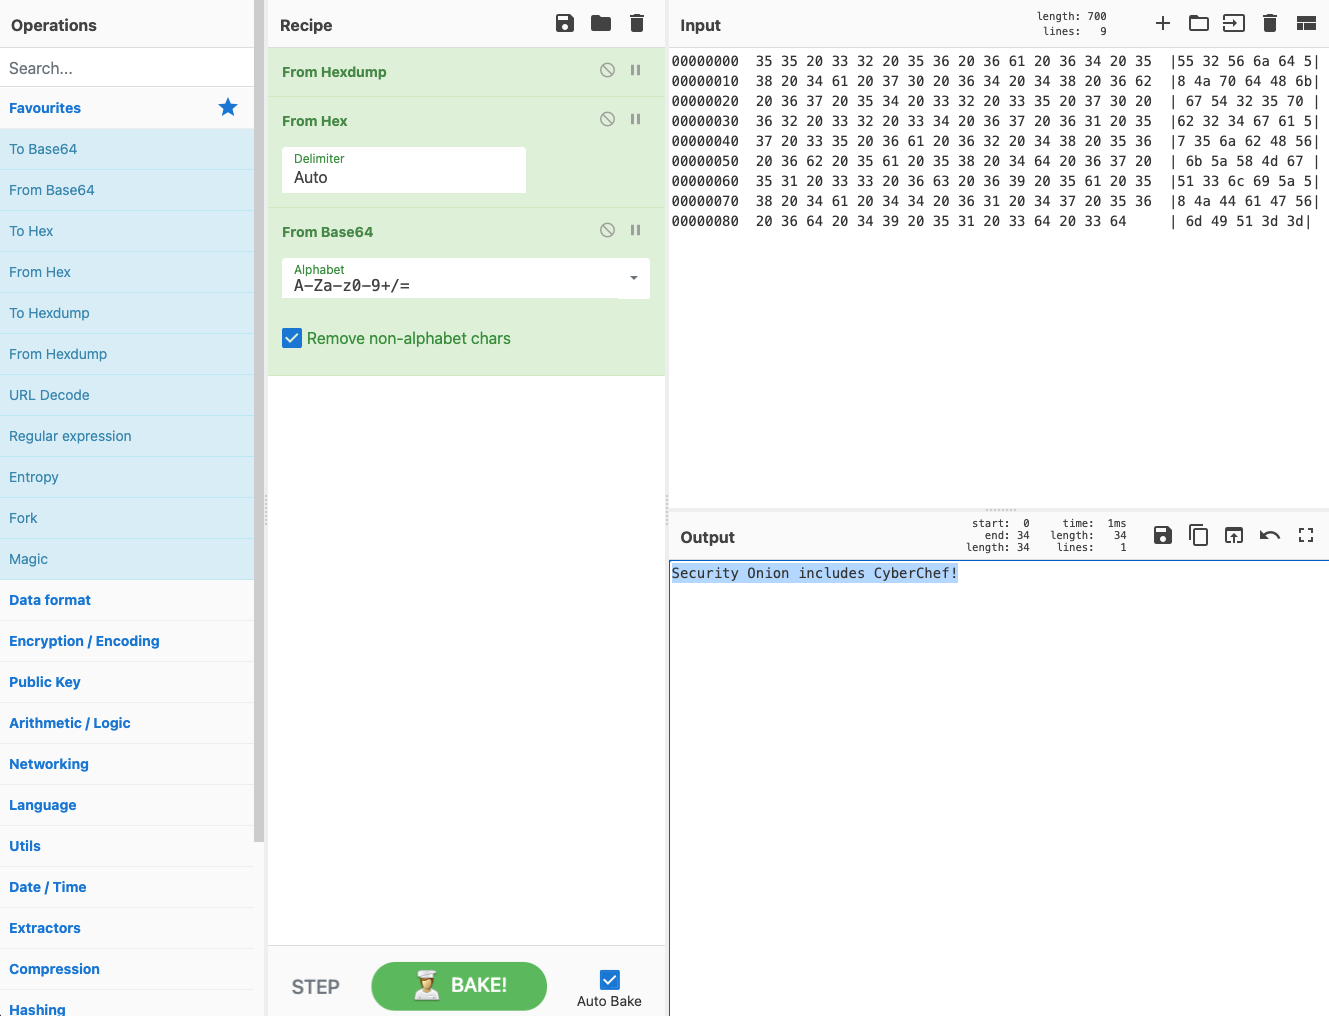 Operations
Search...
Favourites
To Base64
From Base64
To Hex
From Hex
To Hexdump
From Hexdump
URL Decode
Regular expression
Entropy
Fork
Magic
Data format
Encryption / Encoding
Public Key
Arithmetic / Logic
Networking
Language
Utils
Date / Time
Extractors
Compression
Hashing
Recipe
From Hexdump
From Hex
Delimiter
Auto
From Base64
Alphabet
A-Za-z0-9+/=
Remove non-alphabet chars
STEP
BAKE!
Auto Bake
Input
length: 700
lines: 9
00000000  35 35 20 33 32 20 35 36 20 36 61 20 36 34 20 35  |55 32 56 6a 64 5|
00000010  38 20 34 61 20 37 30 20 36 34 20 34 38 20 36 62  |8 4a 70 64 48 6b|
00000020  20 36 37 20 35 34 20 33 32 20 33 35 20 37 30 20  | 67 54 32 35 70 |
00000030  36 32 20 33 32 20 33 34 20 36 37 20 36 31 20 35  |62 32 34 67 61 5|
00000040  37 20 33 35 20 36 61 20 36 32 20 34 38 20 35 36  |7 35 6a 62 48 56|
00000050  20 36 62 20 35 61 20 35 38 20 34 64 20 36 37 20  | 6b 5a 58 4d 67 |
00000060  35 31 20 33 33 20 36 63 20 36 39 20 35 61 20 35  |51 33 6c 69 5a 5|
00000070  38 20 34 61 20 34 34 20 36 31 20 34 37 20 35 36  |8 4a 44 61 47 56|
00000080  20 36 64 20 34 39 20 35 31 20 33 64 20 33 64  | 6d 49 51 3d 3d|
Output
start: 0
end: 34
length: 34
time: 1ms
length: 34
lines: 1
Security Onion includes CyberChef!